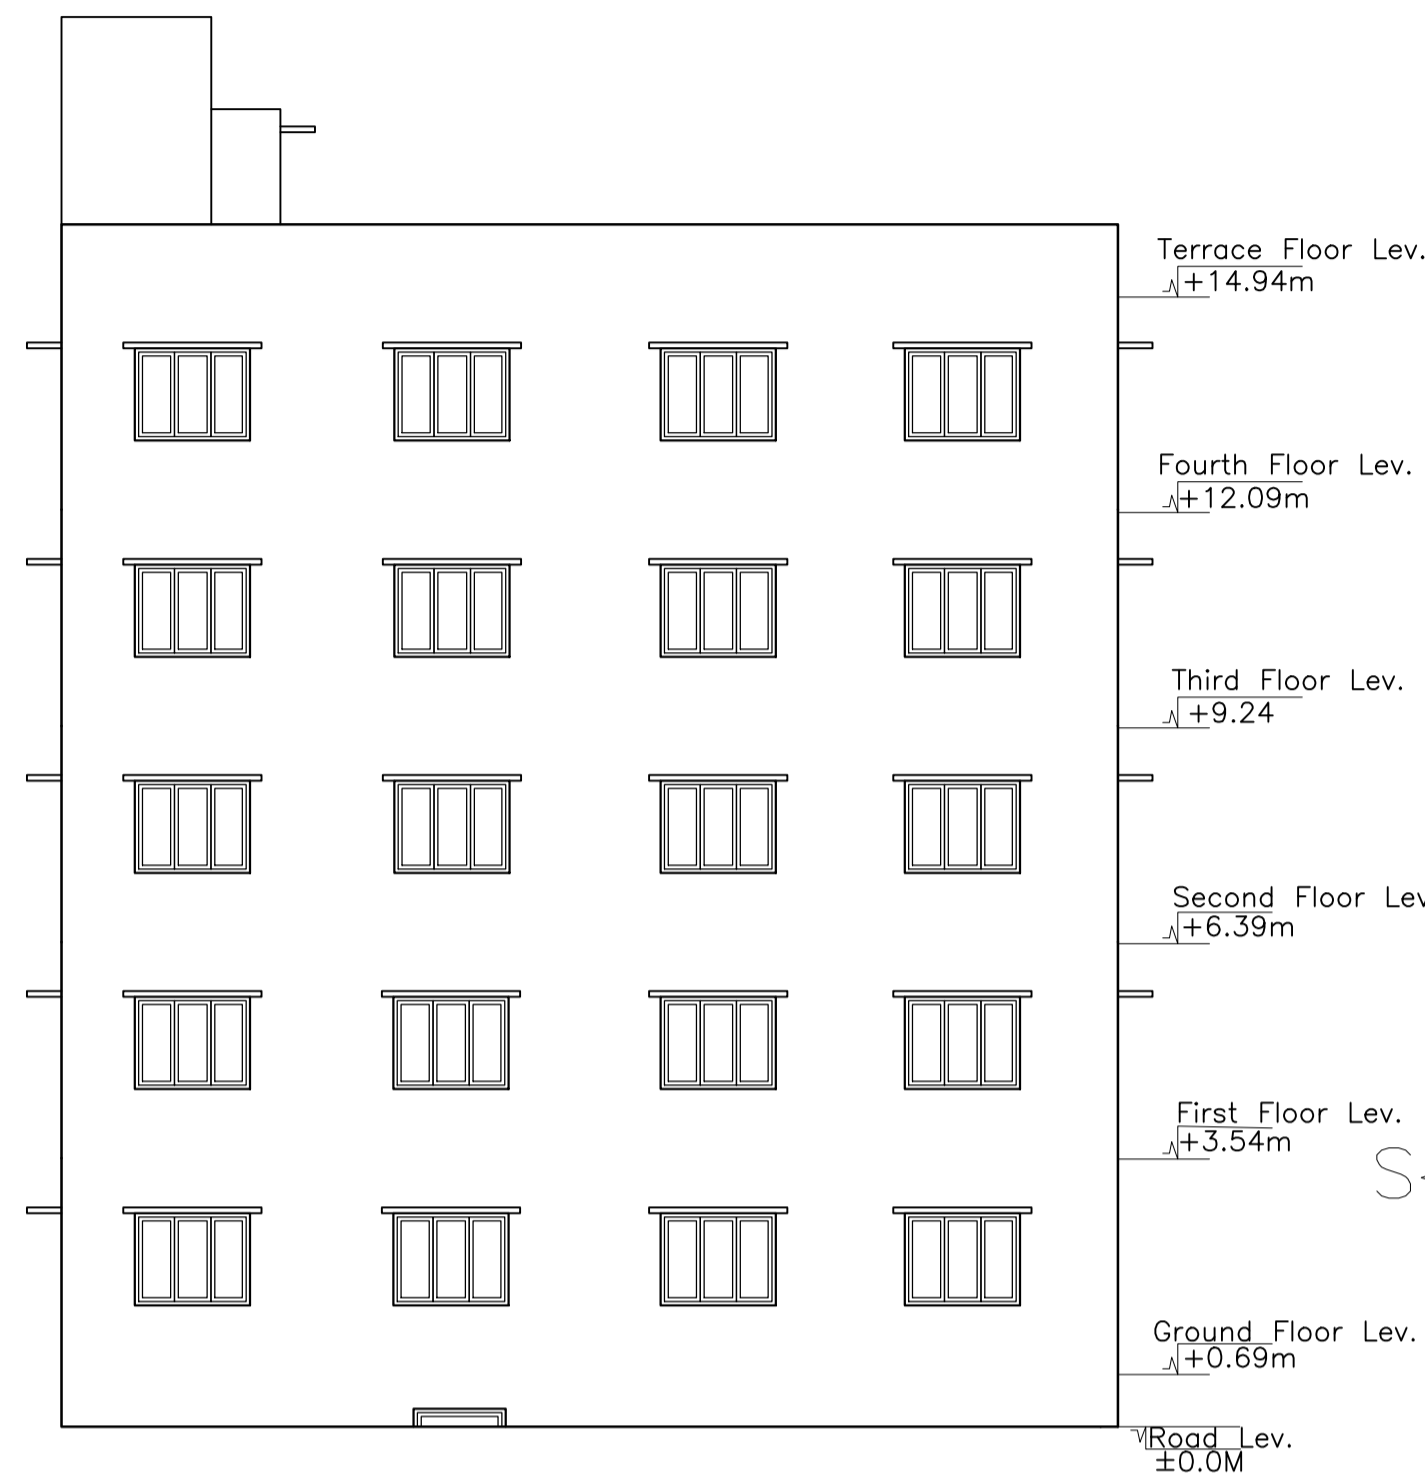 Terrace Floor Lev.
+14.94m
Fourth Floor Lev.
+12.09m
Third Floor Lev.
+9.24
Second Floor Lev
+6.39m
First Floor Lev.
+3.54m
S
Ground Floor Lev.
+0.69m
Road Lev.
±0.0M